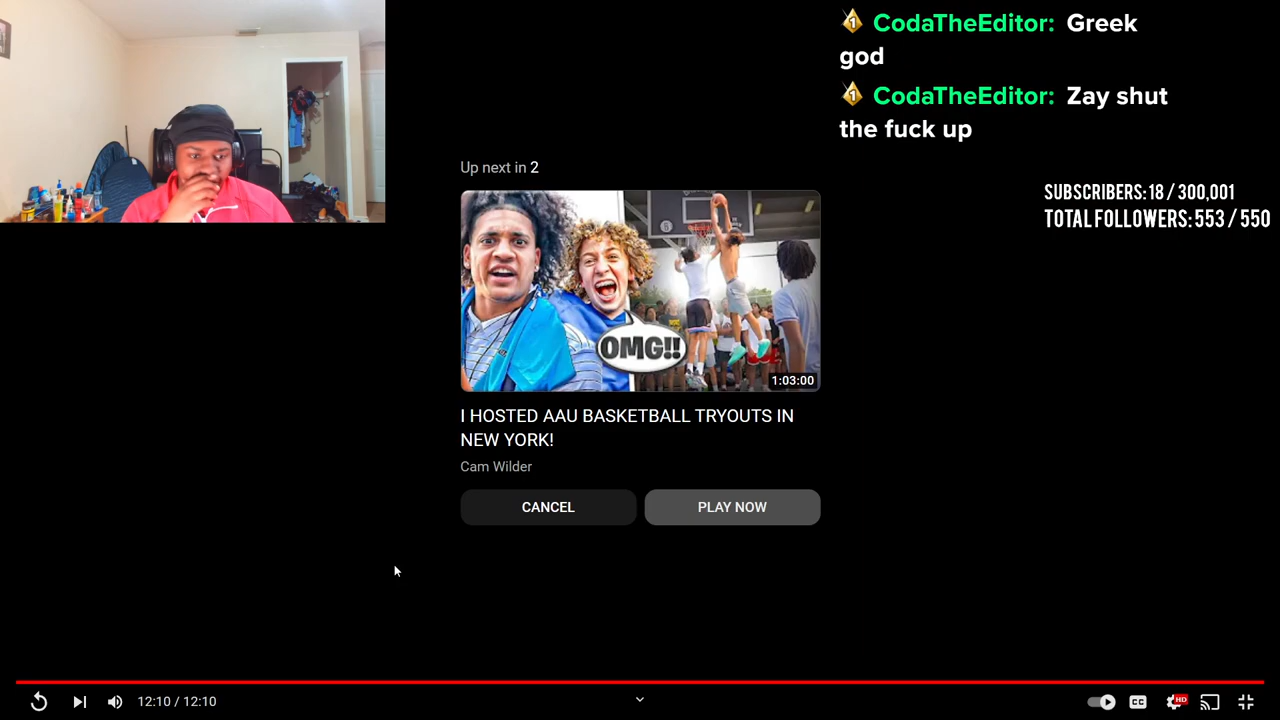 CodaTheEditor: Greek
god
CodaTheEditor: Zay shut
the fuck up
SUBSCRIBERS: 18 / 300,001
TOTAL FOLLOWERS: 553 / 550
Up next in 2
OMG!!
1:03:00
I HOSTED AAU BASKETBALL TRYOUTS IN
NEW YORK!
Cam Wilder
CANCEL
PLAY NOW
12:10 / 12:10
CC
HD